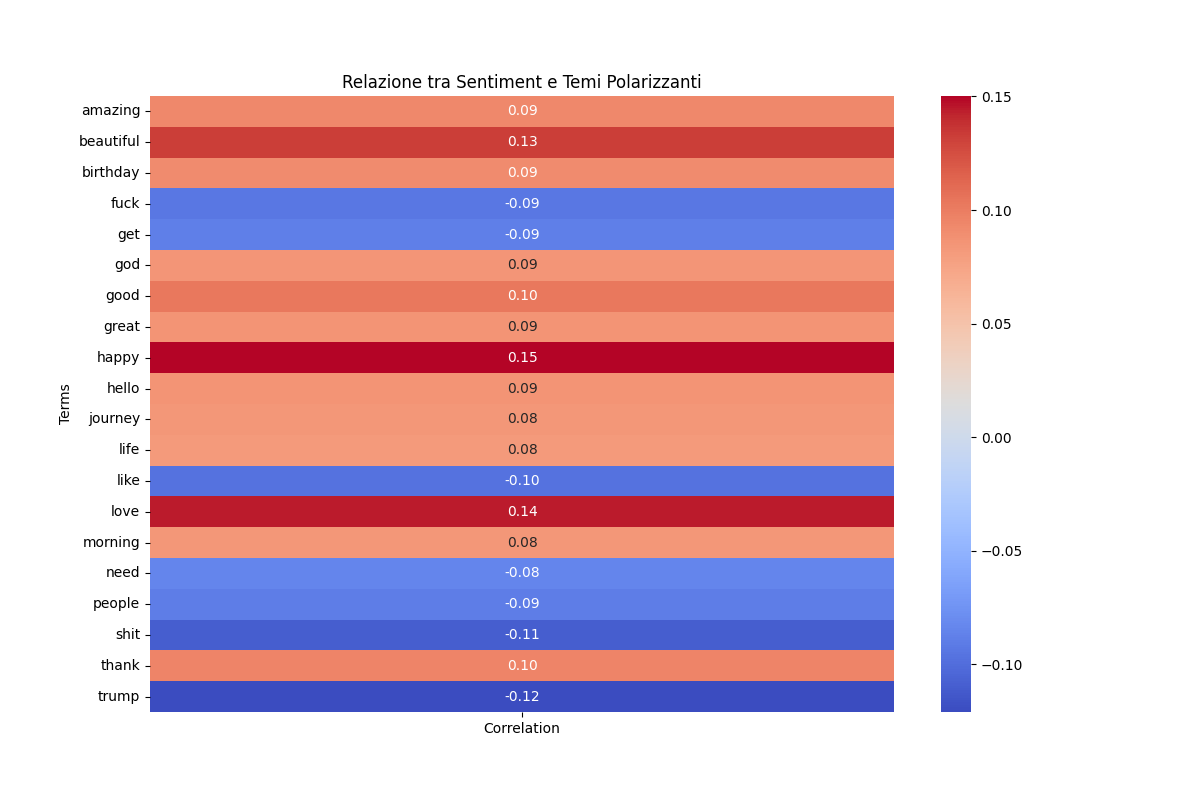 Relazione tra Sentiment e Temi Polarizzanti
amazing 0.09
beautiful 0.13
birthday 0.09
fuck -0.09
get -0.09
god 0.09
good 0.10
great 0.09
happy 0.15
hello 0.09
journey 0.08
life 0.08
like -0.10
love 0.14
morning 0.08
need -0.08
people -0.09
shit -0.11
thank 0.10
trump -0.12
Terms
Correlation
0.15
0.10
0.05
0.00
−0.05
−0.10